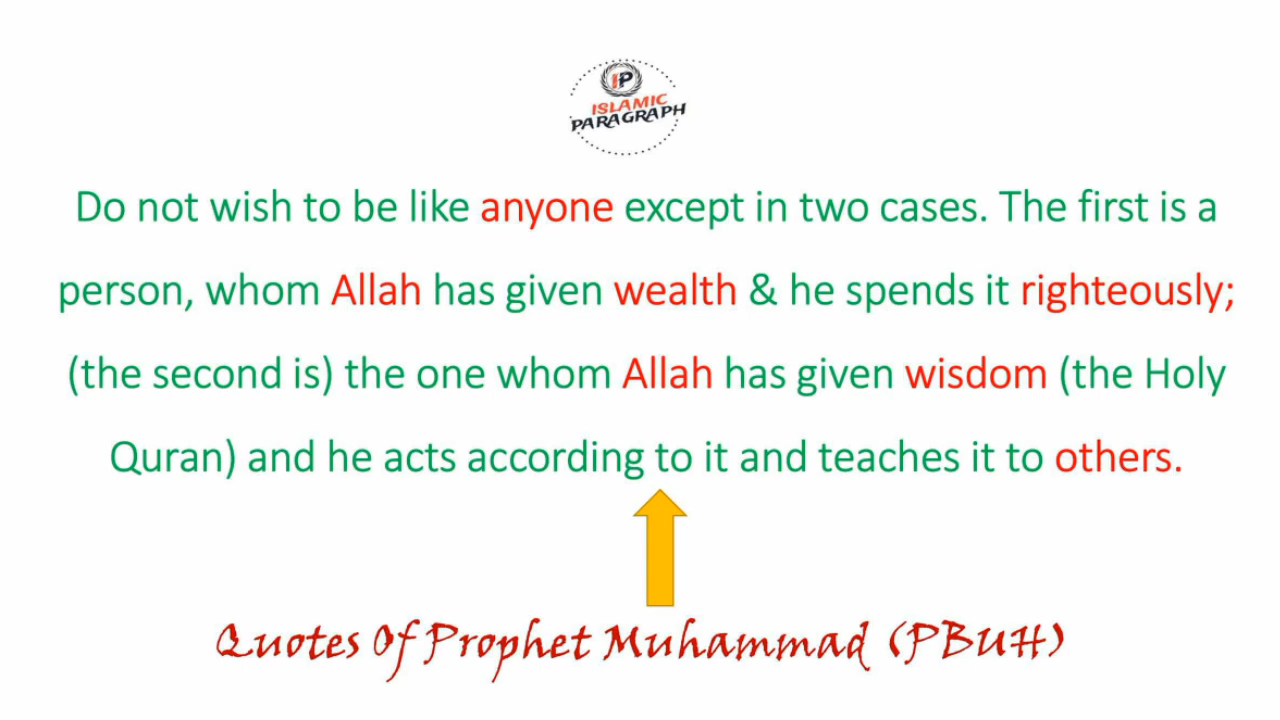 IP
ISLAMIC
PARAGRAPH
Do not wish to be like anyone except in two cases. The first is a
person, whom Allah has given wealth & he spends it righteously;
(the second is) the one whom Allah has given wisdom (the Holy
Quran) and he acts according to it and teaches it to others.
Quotes Of Prophet Muhammad (PBUH)